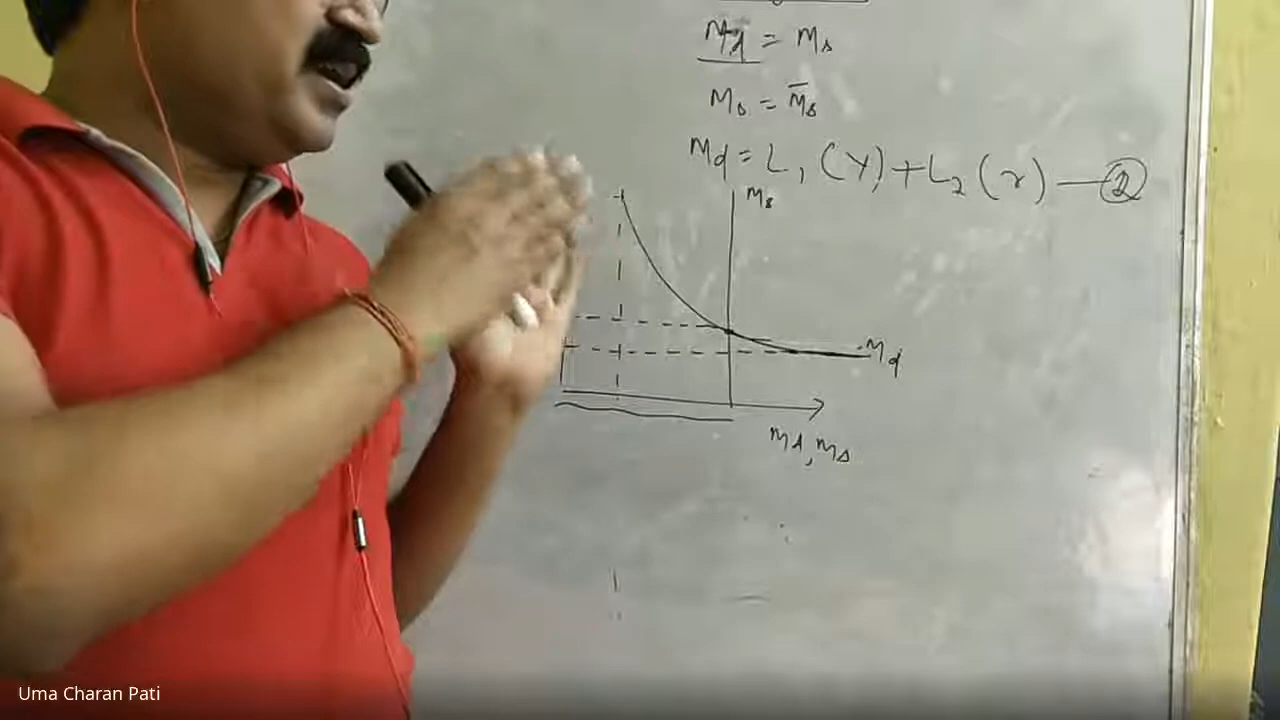 Md = Ms
Ms = M̄s
Md = L1 (Y) + L2 (r) — ②
Ms
Md
Md, Ms
Uma Charan Pati